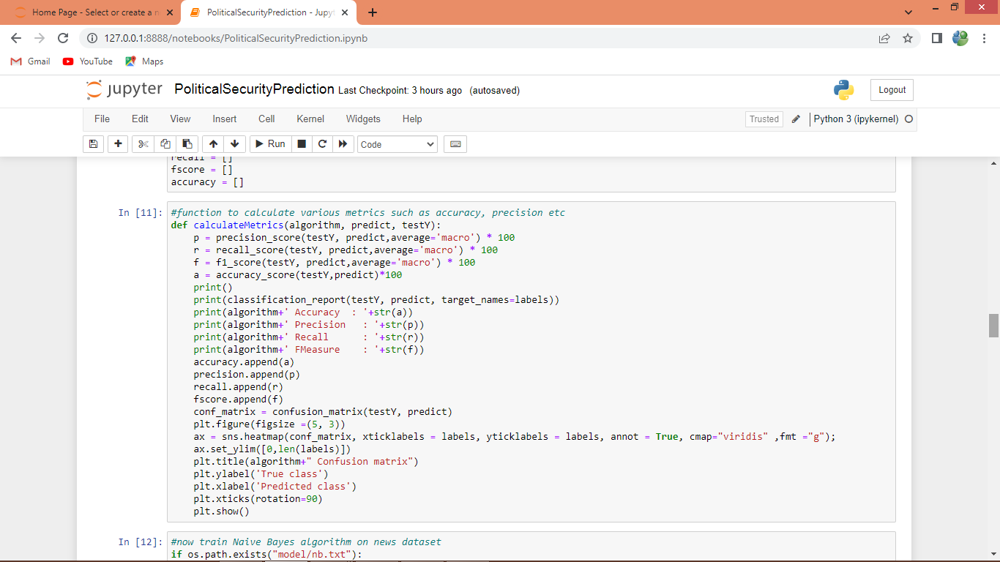 Home Page - Select or create a n
PoliticalSecurityPrediction - Jupyt
127.0.0.1:8888/notebooks/PoliticalSecurityPrediction.ipynb
Gmail YouTube Maps
jupyter PoliticalSecurityPrediction Last Checkpoint: 3 hours ago (autosaved)
Logout
File Edit View Insert Cell Kernel Widgets Help
Trusted Python 3 (ipykernel)
Run Code
recall = []
fscore = []
accuracy = []
In [11]: #function to calculate various metrics such as accuracy, precision etc
def calculateMetrics(algorithm, predict, testY):
    p = precision_score(testY, predict,average='macro') * 100
    r = recall_score(testY, predict,average='macro') * 100
    f = f1_score(testY, predict,average='macro') * 100
    a = accuracy_score(testY,predict)*100
    print()
    print(classification_report(testY, predict, target_names=labels))
    print(algorithm+' Accuracy  : '+str(a))
    print(algorithm+' Precision   : '+str(p))
    print(algorithm+' Recall      : '+str(r))
    print(algorithm+' FMeasure    : '+str(f))
    accuracy.append(a)
    precision.append(p)
    recall.append(r)
    fscore.append(f)
    conf_matrix = confusion_matrix(testY, predict)
    plt.figure(figsize =(5, 3))
    ax = sns.heatmap(conf_matrix, xticklabels = labels, yticklabels = labels, annot = True, cmap="viridis" ,fmt ="g");
    ax.set_ylim([0,len(labels)])
    plt.title(algorithm+" Confusion matrix")
    plt.ylabel('True class')
    plt.xlabel('Predicted class')
    plt.xticks(rotation=90)
    plt.show()
In [12]: #now train Naive Bayes algorithm on news dataset
if os.path.exists("model/nb.txt"):